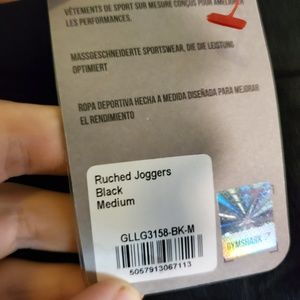 VÊTEMENTS DE SPORT SUR MESURE CONÇUS POUR AMÉLIORER
LES PERFORMANCES.
MASSGESCHNEIDERTE SPORTSWEAR, DIE DIE LEISTUNG
OPTIMIERT
ROPA DEPORTIVA HECHA A MEDIDA DISEÑADA PARA MEJORAR
EL RENDIMIENTO
Ruched Joggers
Black
Medium
GLLG3158-BK-M
5057913067113
GYMSHARK